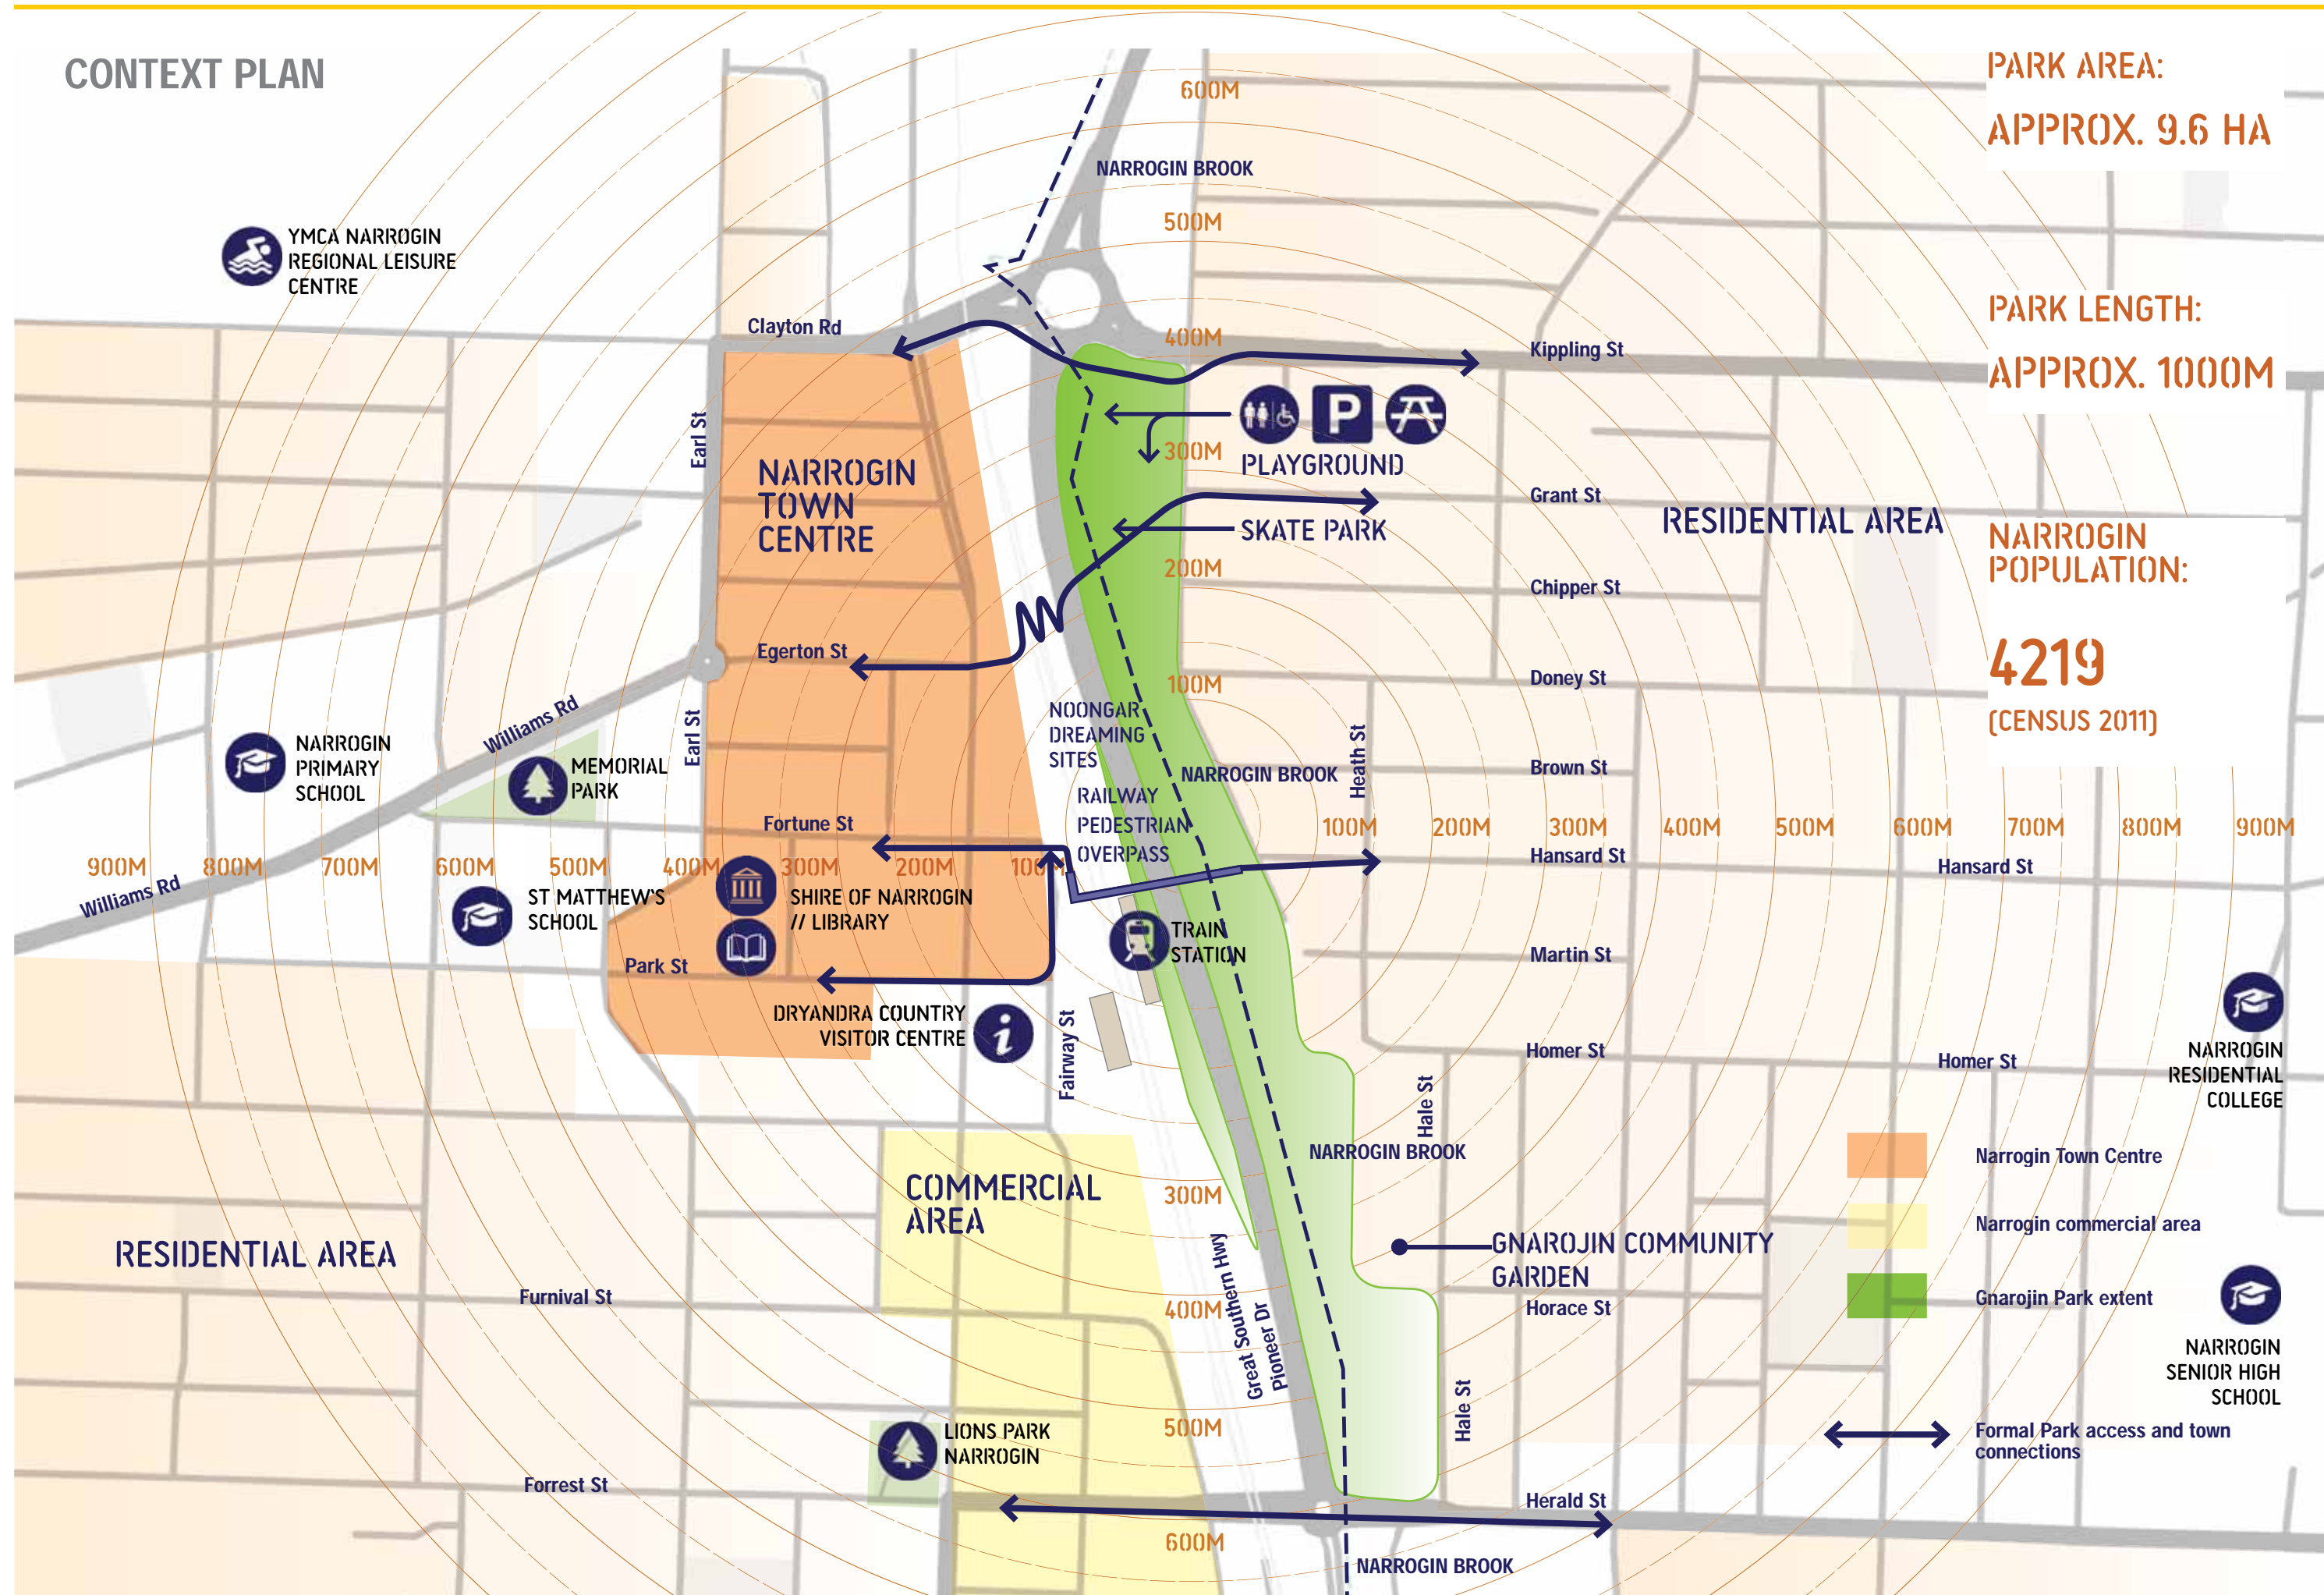 CONTEXT PLAN
PARK AREA:
APPROX. 9.6 HA
PARK LENGTH:
APPROX. 1000M
NARROGIN
POPULATION:
4219
(CENSUS 2011)
600M
NARROGIN BROOK
500M
YMCA NARROGIN
REGIONAL LEISURE
CENTRE
Clayton Rd
400M
Kippling St
Earl St
P
300M
PLAYGROUND
NARROGIN
TOWN
CENTRE
Grant St
SKATE PARK
RESIDENTIAL AREA
200M
Chipper St
Egerton St
100M
Doney St
NOONGAR
DREAMING
SITES
Williams Rd
Earl St
Heath St
NARROGIN
PRIMARY
SCHOOL
MEMORIAL
PARK
NARROGIN BROOK
Brown St
RAILWAY
PEDESTRIAN
OVERPASS
Fortune St
100M
200M
300M
400M
500M
600M
700M
800M
900M
900M
800M
700M
600M
500M
400M
300M
200M
100M
Hansard St
Hansard St
Williams Rd
ST MATTHEW'S
SCHOOL
SHIRE OF NARROGIN
// LIBRARY
TRAIN
STATION
Martin St
Park St
DRYANDRA COUNTRY
VISITOR CENTRE
i
Fairway St
Homer St
Homer St
NARROGIN
RESIDENTIAL
COLLEGE
Hale St
NARROGIN BROOK
Narrogin Town Centre
COMMERCIAL
AREA
300M
Narrogin commercial area
RESIDENTIAL AREA
GNAROJIN COMMUNITY
GARDEN
Great Southern Hwy
Pioneer Dr
Furnival St
400M
Horace St
Gnarojin Park extent
NARROGIN
SENIOR HIGH
SCHOOL
Hale St
500M
LIONS PARK
NARROGIN
Formal Park access and town
connections
Forrest St
Herald St
600M
NARROGIN BROOK